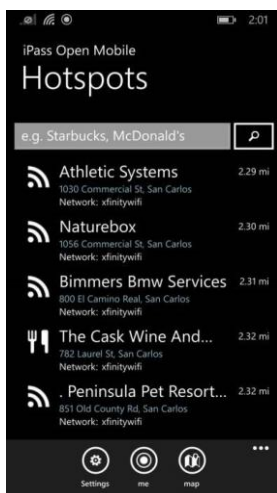 2:01
iPass Open Mobile
Hotspots
e.g. Starbucks, McDonald's
Athletic Systems 2.29 mi
1030 Commercial St, San Carlos
Network: xfinitywifi
Naturebox 2.30 mi
1056 Commercial St, San Carlos
Network: xfinitywifi
Bimmers Bmw Services 2.31 mi
800 El Camino Real, San Carlos
Network: xfinitywifi
The Cask Wine And... 2.32 mi
782 Laurel St, San Carlos
Network: xfinitywifi
. Peninsula Pet Resort... 2.32 mi
851 Old County Rd, San Carlos
Network: xfinitywifi
Settings me map